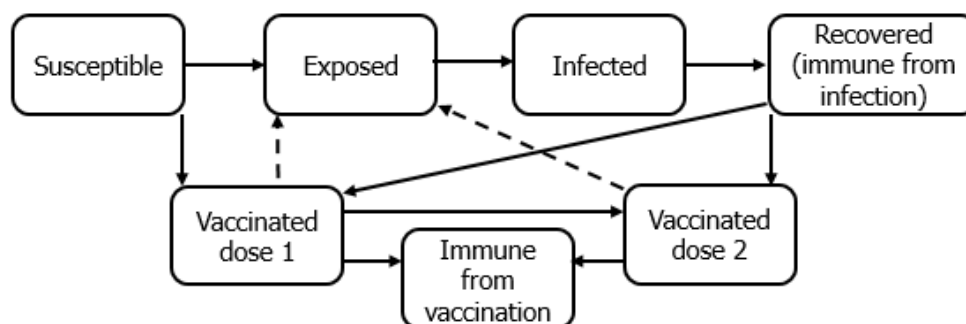 Susceptible
Exposed
Infected
Recovered
(immune from
infection)
Vaccinated
dose 1
Immune
from
vaccination
Vaccinated
dose 2